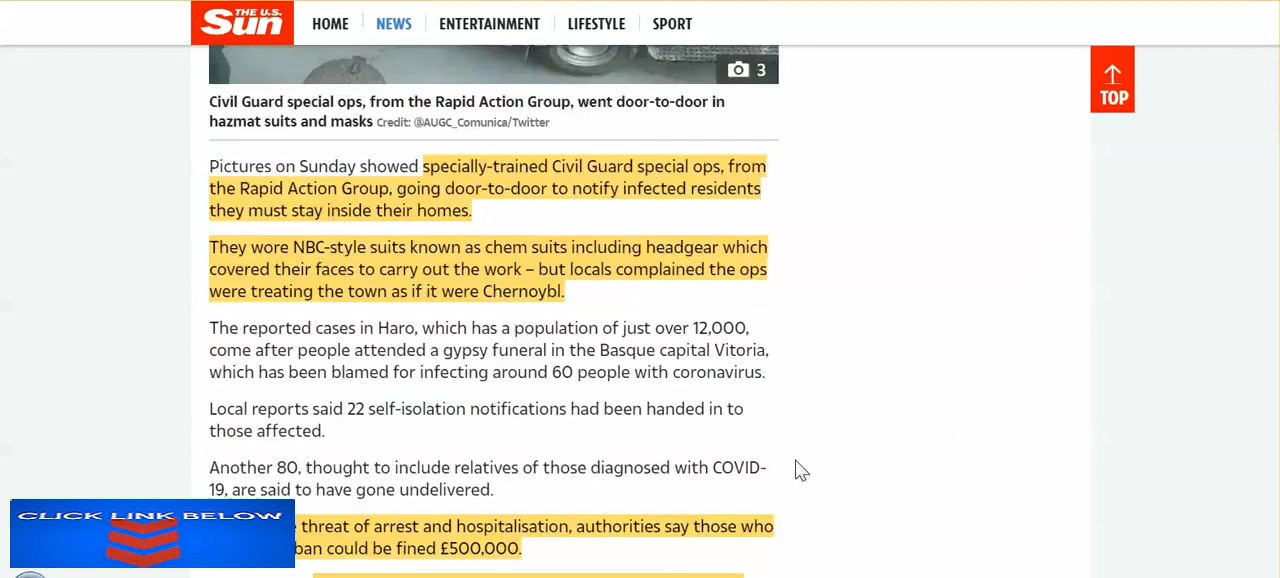 THE U.S.
Sun
HOME NEWS ENTERTAINMENT LIFESTYLE SPORT
3
TOP
Civil Guard special ops, from the Rapid Action Group, went door-to-door in
hazmat suits and masks Credit: @AUGC_Comunica/Twitter
Pictures on Sunday showed specially-trained Civil Guard special ops, from
the Rapid Action Group, going door-to-door to notify infected residents
they must stay inside their homes.
They wore NBC-style suits known as chem suits including headgear which
covered their faces to carry out the work – but locals complained the ops
were treating the town as if it were Chernoybl.
The reported cases in Haro, which has a population of just over 12,000,
come after people attended a gypsy funeral in the Basque capital Vitoria,
which has been blamed for infecting around 60 people with coronavirus.
Local reports said 22 self-isolation notifications had been handed in to
those affected.
Another 80, thought to include relatives of those diagnosed with COVID-
19, are said to have gone undelivered.
threat of arrest and hospitalisation, authorities say those who
ban could be fined £500,000.
CLICK LINK BELOW